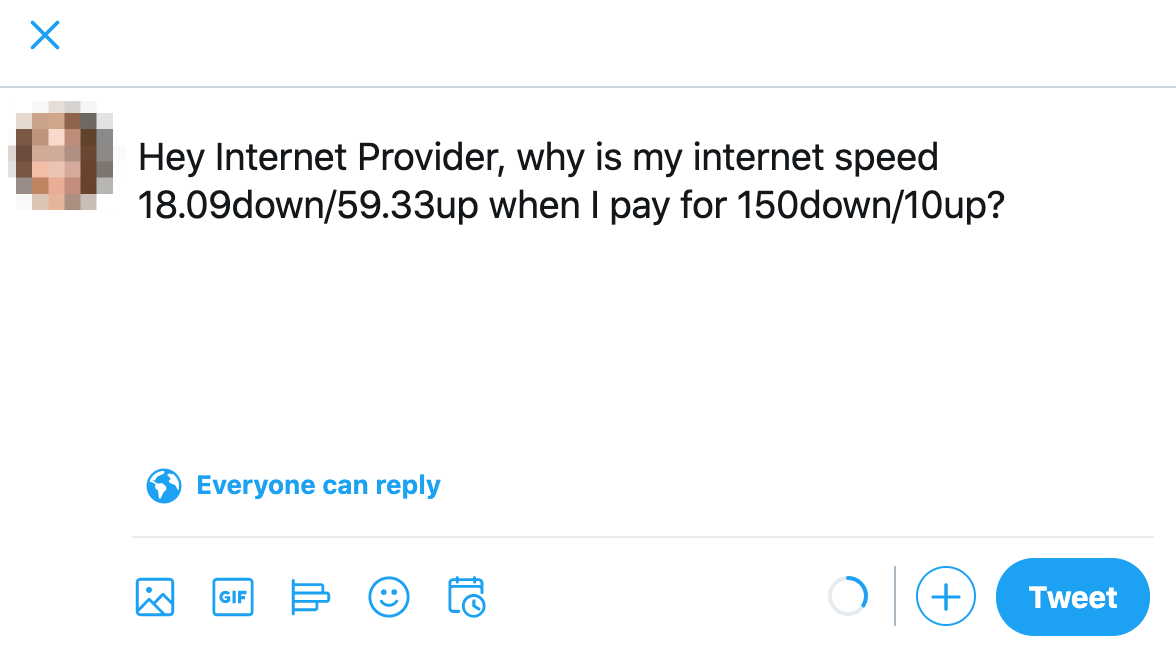 Hey Internet Provider, why is my internet speed
18.09down/59.33up when I pay for 150down/10up?
Everyone can reply
GIF
Tweet